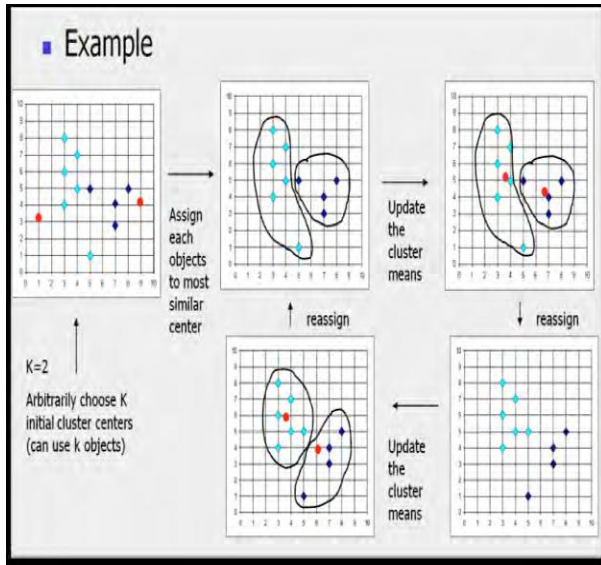 Example
Assign
each
objects
to most
similar
center
Update
the
cluster
means
K=2
Arbitrarily choose K
initial cluster centers
(can use k objects)
reassign
reassign
Update
the
cluster
means